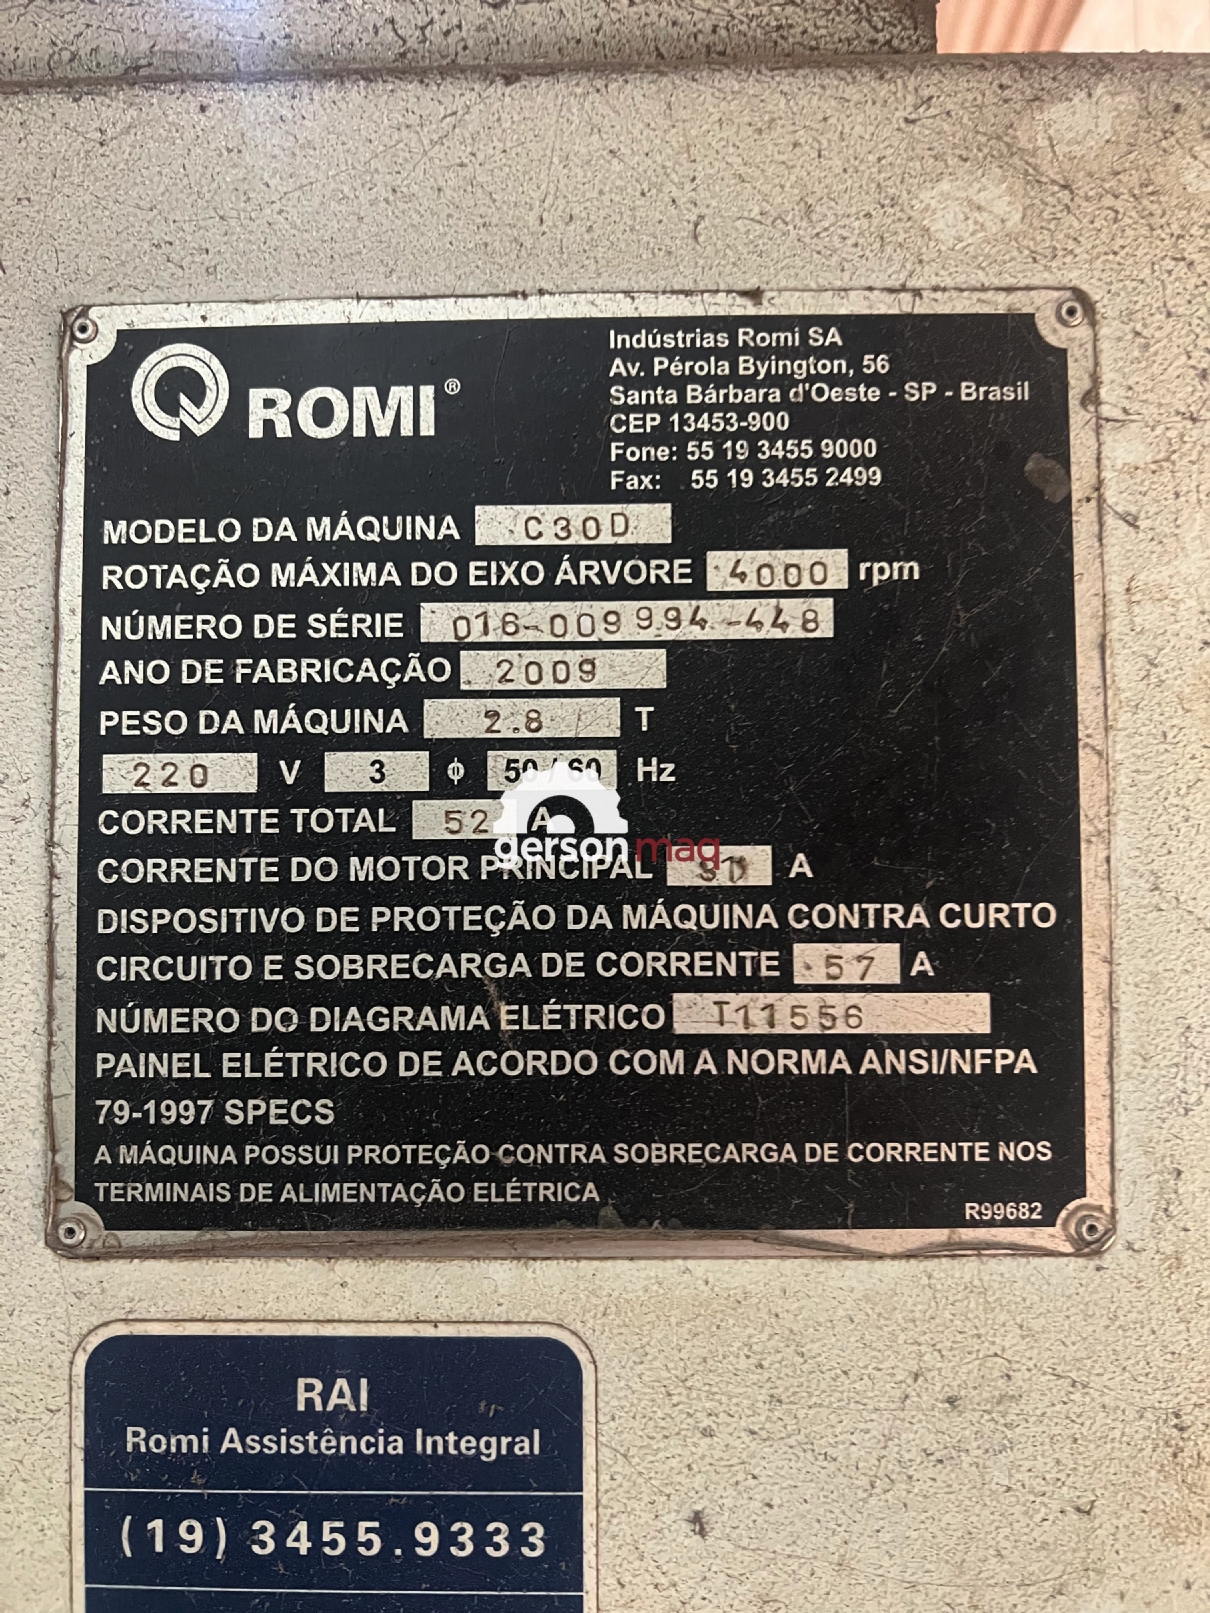 ROMI®
Indústrias Romi SA
Av. Pérola Byington, 56
Santa Bárbara d'Oeste - SP - Brasil
CEP 13453-900
Fone: 55 19 3455 9000
Fax: 55 19 3455 2499
MODELO DA MÁQUINA C30D
ROTAÇÃO MÁXIMA DO EIXO ÁRVORE 4000 rpm
NÚMERO DE SÉRIE 016-009994-448
ANO DE FABRICAÇÃO 2009
PESO DA MÁQUINA 2.8 T
220 V 3 ϕ 50 / 60 Hz
CORRENTE TOTAL 52 A
gersonmaq
CORRENTE DO MOTOR PRINCIPAL A
DISPOSITIVO DE PROTEÇÃO DA MÁQUINA CONTRA CURTO
CIRCUITO E SOBRECARGA DE CORRENTE 57 A
NÚMERO DO DIAGRAMA ELÉTRICO T11556
PAINEL ELÉTRICO DE ACORDO COM A NORMA ANSI/NFPA
79-1997 SPECS
A MÁQUINA POSSUI PROTEÇÃO CONTRA SOBRECARGA DE CORRENTE NOS
TERMINAIS DE ALIMENTAÇÃO ELÉTRICA
R99682
RAI
Romi Assistência Integral
(19) 3455.9333